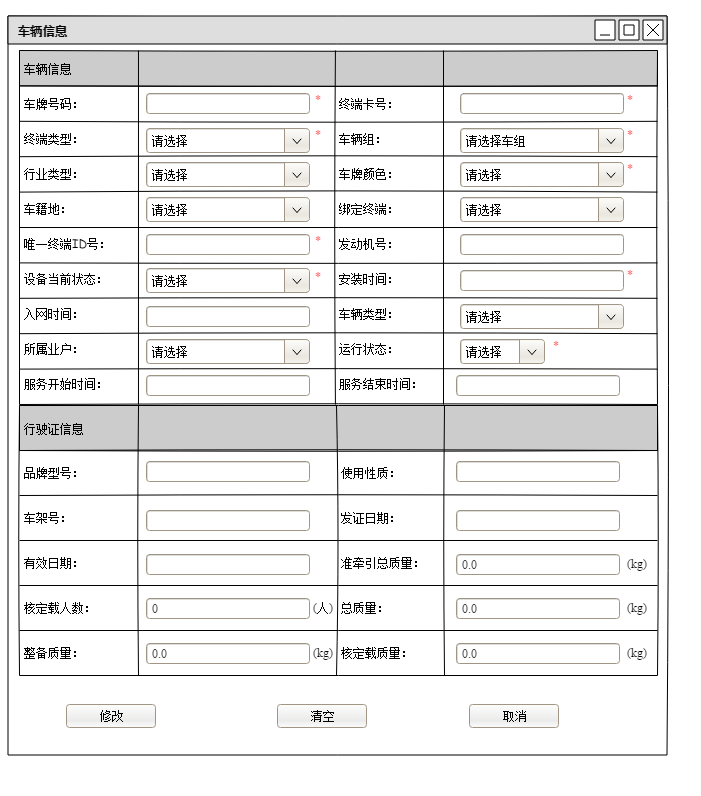 车辆信息
车辆信息
车牌号码： * 终端卡号： *
终端类型： 请选择 * 车辆组： 请选择车组 *
行业类型： 请选择 车牌颜色： 请选择 *
车籍地： 请选择 绑定终端： 请选择
唯一终端ID号： * 发动机号：
设备当前状态： 请选择 * 安装时间： *
入网时间： 车辆类型： 请选择
所属业户： 请选择 运行状态： 请选择 *
服务开始时间： 服务结束时间：
行驶证信息
品牌型号： 使用性质：
车架号： 发证日期：
有效日期： 准牵引总质量： 0.0 (kg)
核定载人数： 0 (人) 总质量： 0.0 (kg)
整备质量： 0.0 (kg) 核定载质量： 0.0 (kg)
修改 清空 取消